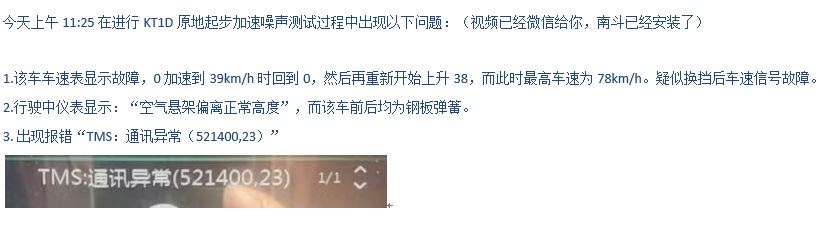 今天上午 11:25 在进行 KT1D 原地起步加速噪声测试过程中出现以下问题：（视频已经微信给你，南斗已经安装了）
1.该车车速表显示故障，0 加速到 39km/h 时回到 0，然后再重新开始上升 38，而此时最高车速为 78km/h。疑似换挡后车速信号故障。
2.行驶中仪表显示：“空气悬架偏离正常高度”，而该车前后均为钢板弹簧。
3. 出现报错“TMS：通讯异常（521400,23）”
TMS:通讯异常(521400,23) 1/1